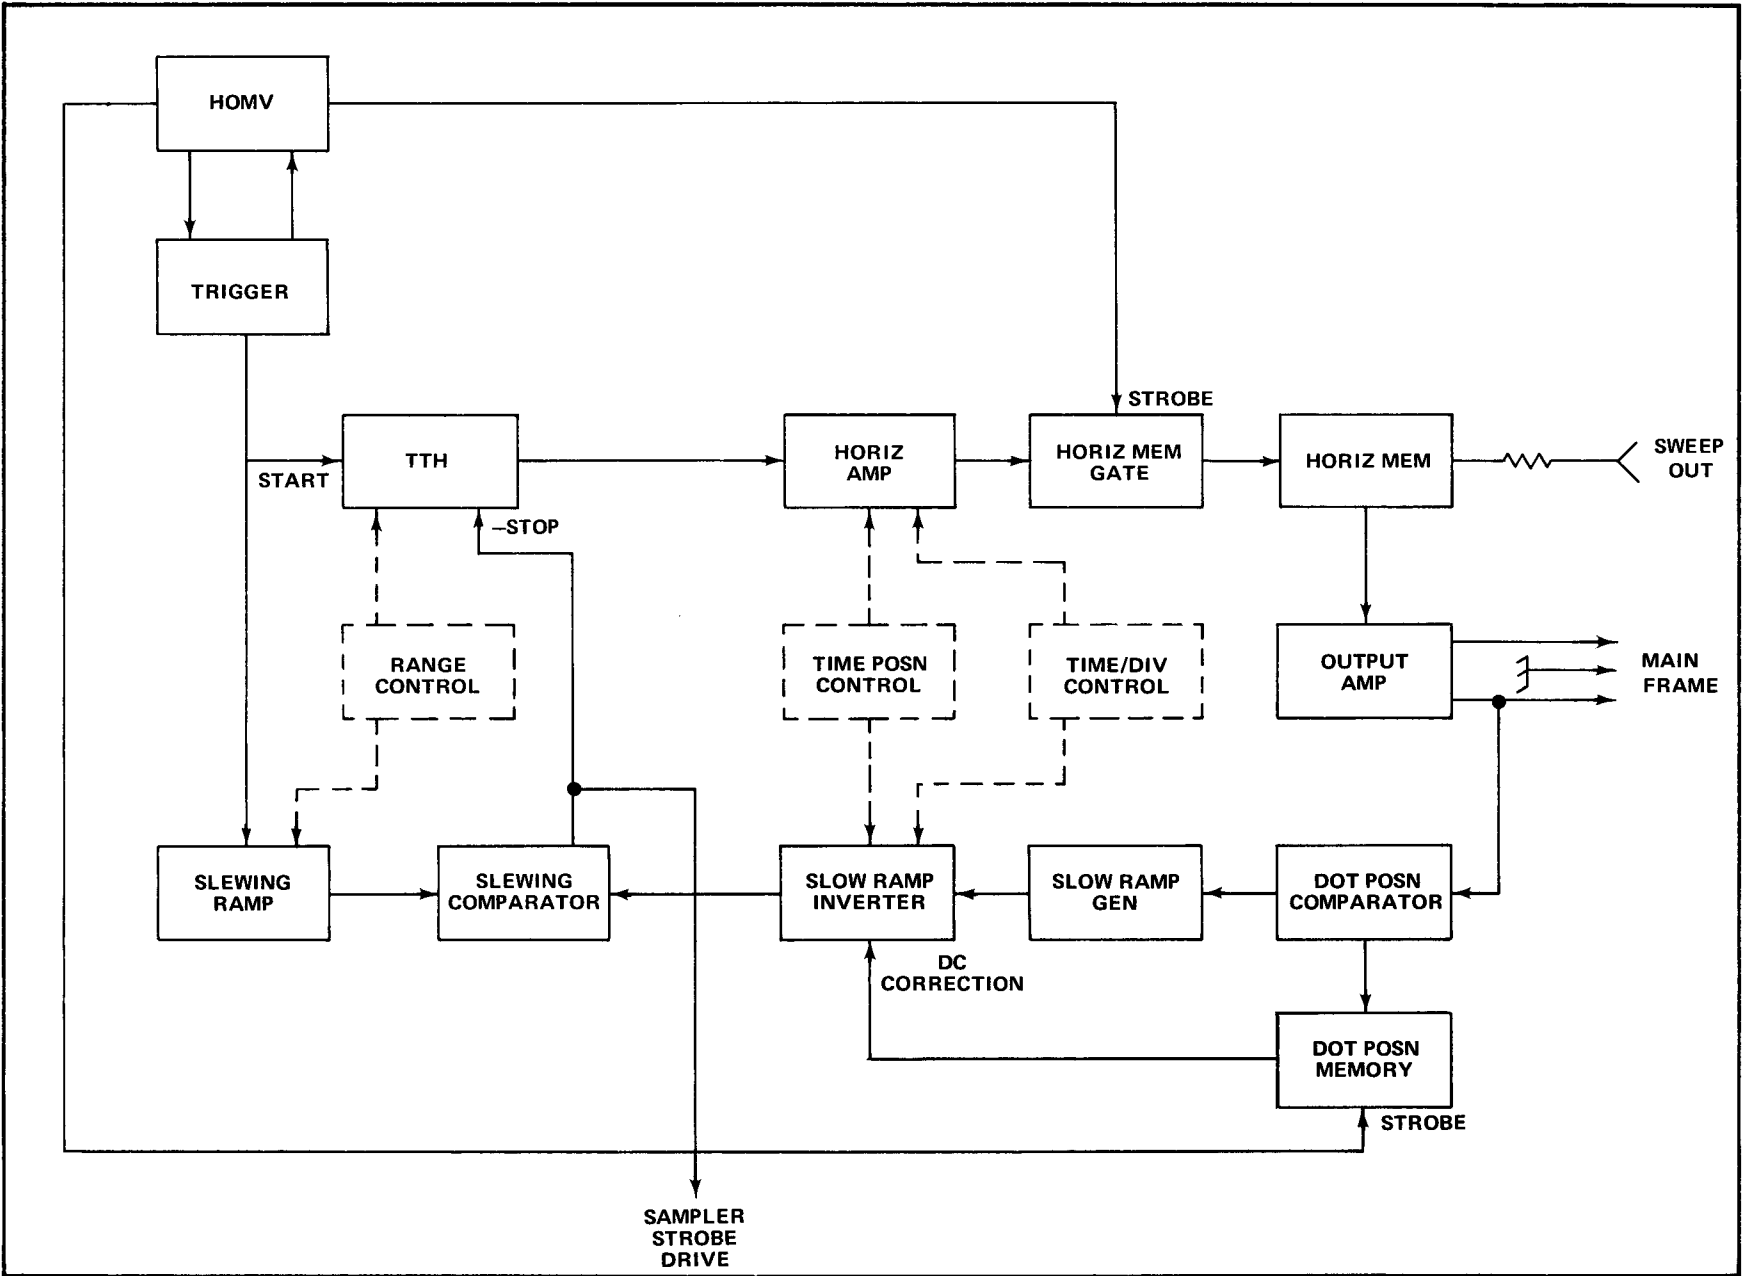 HOMV
TRIGGER
STROBE
START
TTH
HORIZ
AMP
HORIZ MEM
GATE
HORIZ MEM
SWEEP
OUT
–STOP
RANGE
CONTROL
TIME POSN
CONTROL
TIME/DIV
CONTROL
OUTPUT
AMP
MAIN
FRAME
SLEWING
RAMP
SLEWING
COMPARATOR
SLOW RAMP
INVERTER
SLOW RAMP
GEN
DOT POSN
COMPARATOR
DC
CORRECTION
DOT POSN
MEMORY
STROBE
SAMPLER
STROBE
DRIVE